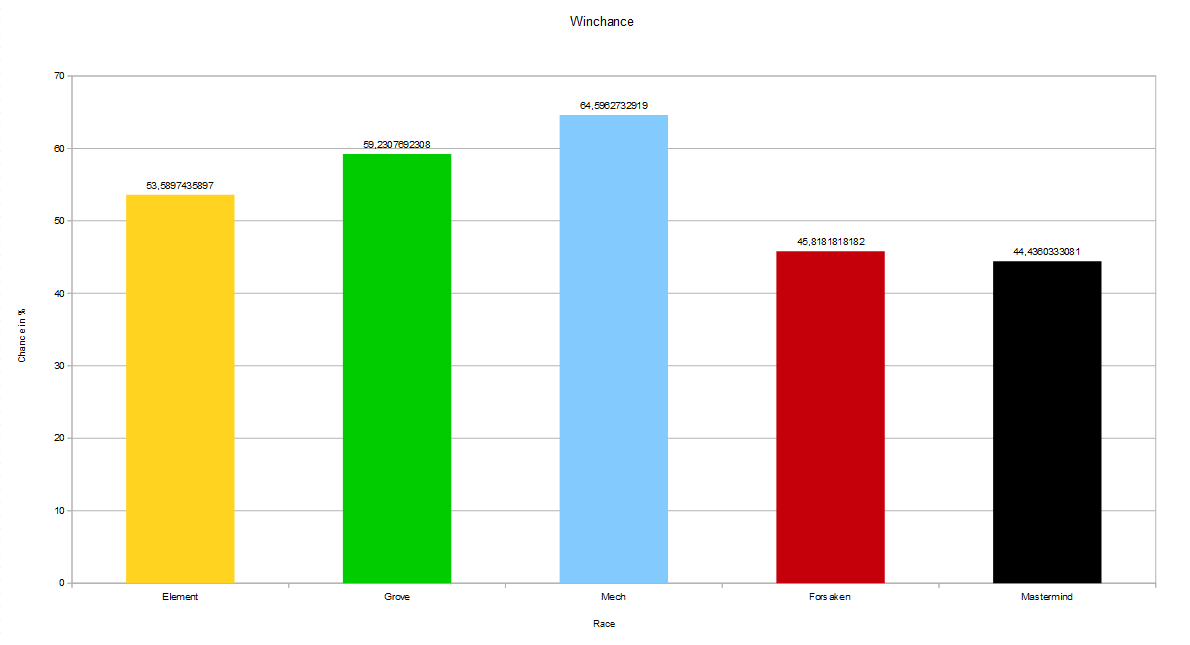 Winchance
70
60
50
40
30
20
10
0
53,5897435897
59,2307692308
64,5962732919
45,8181818182
44,4360333081
Chance in %
Element
Grove
Mech
Forsaken
Mastermind
Race